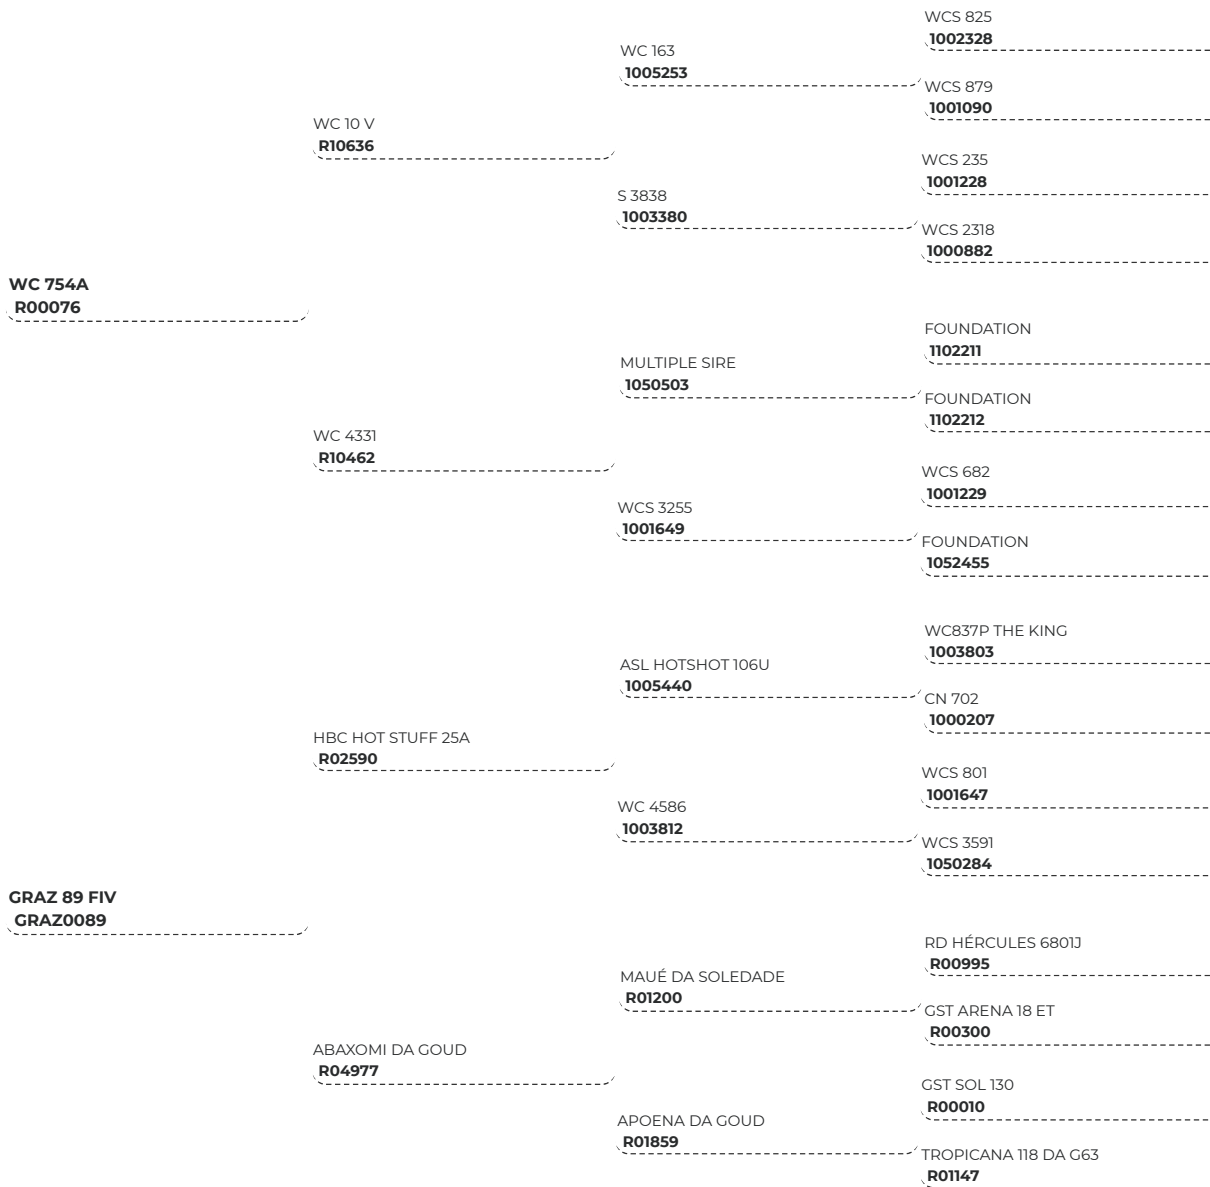 WCS 825
1002328
WC 163
1005253
WCS 879
1001090
WC 10 V
R10636
WCS 235
1001228
S 3838
1003380
WCS 2318
1000882
WC 754A
R00076
FOUNDATION
1102211
MULTIPLE SIRE
1050503
FOUNDATION
1102212
WC 4331
R10462
WCS 682
1001229
WCS 3255
1001649
FOUNDATION
1052455
WC837P THE KING
1003803
ASL HOTSHOT 106U
1005440
CN 702
1000207
HBC HOT STUFF 25A
R02590
WCS 801
1001647
WC 4586
1003812
WCS 3591
1050284
GRAZ 89 FIV
GRAZ0089
RD HÉRCULES 6801J
R00995
MAUÉ DA SOLEDADE
R01200
GST ARENA 18 ET
R00300
ABAXOMI DA GOUD
R04977
GST SOL 130
R00010
APOENA DA GOUD
R01859
TROPICANA 118 DA G63
R01147